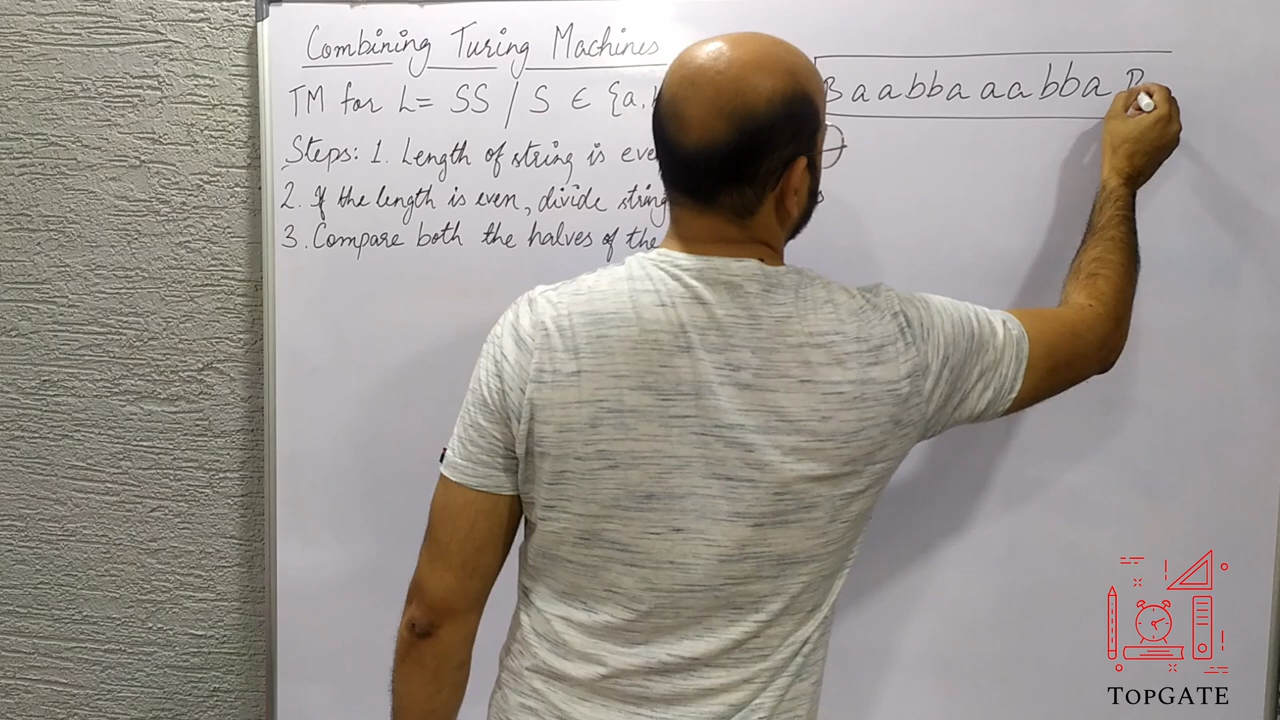 Combining Turing Machines
TM for L= SS / S ∈ {a,
Steps: 1. Length of string is eve
2. If the length is even, divide string
3. Compare both the halves of the
B a a b b a a a b b a B
TOPGATE